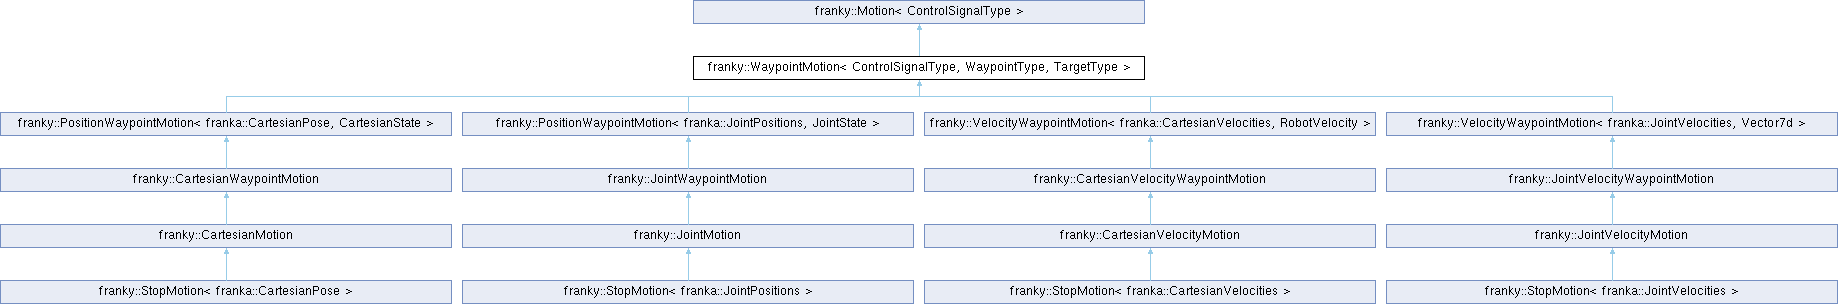 franky::Motion< ControlSignalType >
franky::WaypointMotion< ControlSignalType, WaypointType, TargetType >
franky::PositionWaypointMotion< franka::CartesianPose, CartesianState >
franky::PositionWaypointMotion< franka::JointPositions, JointState >
franky::VelocityWaypointMotion< franka::CartesianVelocities, RobotVelocity >
franky::VelocityWaypointMotion< franka::JointVelocities, Vector7d >
franky::CartesianWaypointMotion
franky::JointWaypointMotion
franky::CartesianVelocityWaypointMotion
franky::JointVelocityWaypointMotion
franky::CartesianMotion
franky::JointMotion
franky::CartesianVelocityMotion
franky::JointVelocityMotion
franky::StopMotion< franka::CartesianPose >
franky::StopMotion< franka::JointPositions >
franky::StopMotion< franka::CartesianVelocities >
franky::StopMotion< franka::JointVelocities >